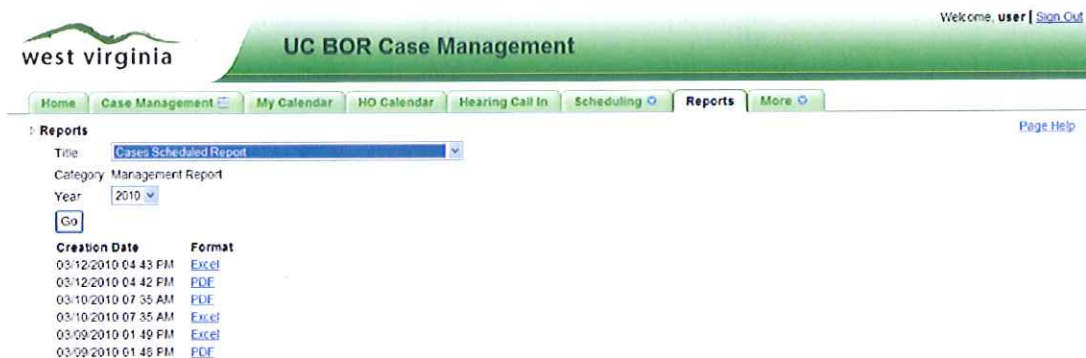 Welcome, user | Sign Out
west virginia
UC BOR Case Management
Home Case Management My Calendar HO Calendar Hearing Call In Scheduling Reports More
Reports
Page Help
Title Cases Scheduled Report
Category Management Report
Year 2010
Go
Creation Date Format
03/12/2010 04:43 PM Excel
03/12/2010 04:42 PM PDF
03/10/2010 07:35 AM PDF
03/10/2010 07:35 AM Excel
03/09/2010 01:49 PM Excel
03/09/2010 01:48 PM PDF